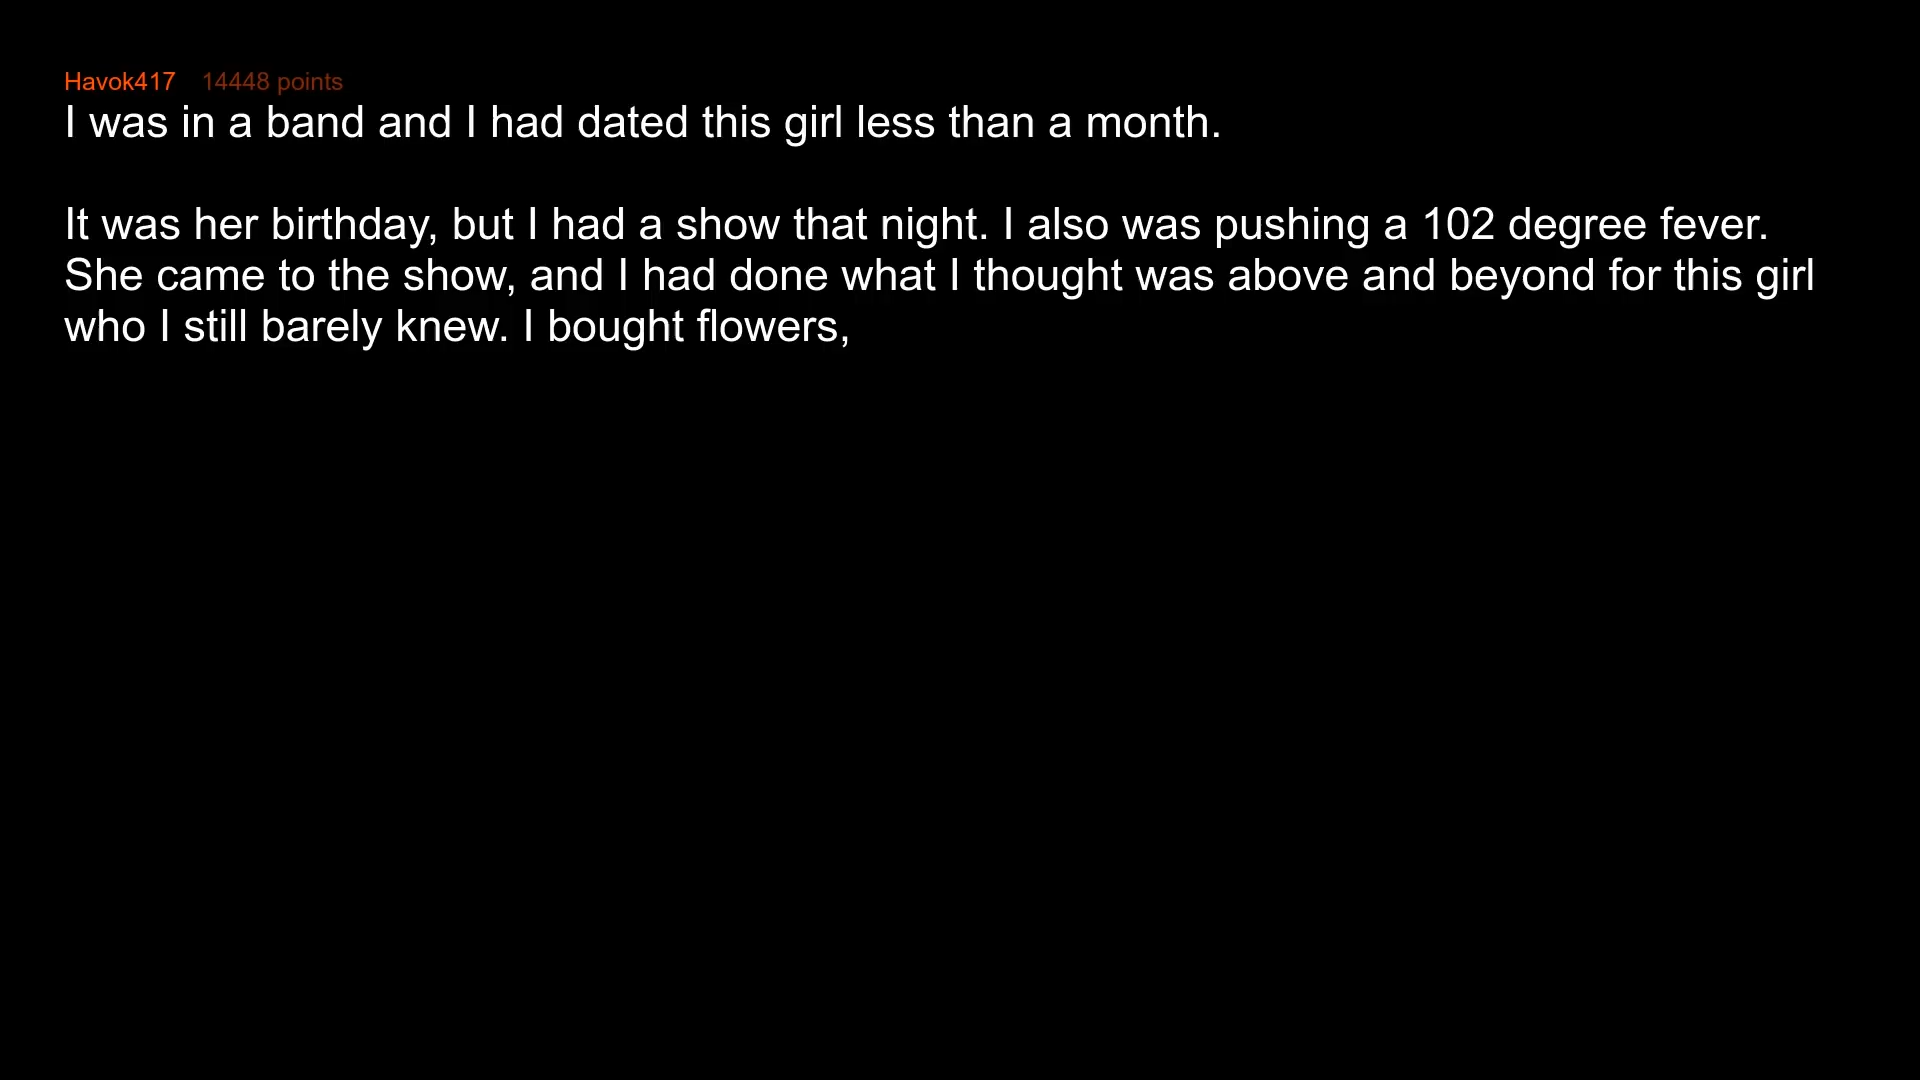 Havok417 14448 points
I was in a band and I had dated this girl less than a month.
It was her birthday, but I had a show that night. I also was pushing a 102 degree fever.
She came to the show, and I had done what I thought was above and beyond for this girl
who I still barely knew. I bought flowers,